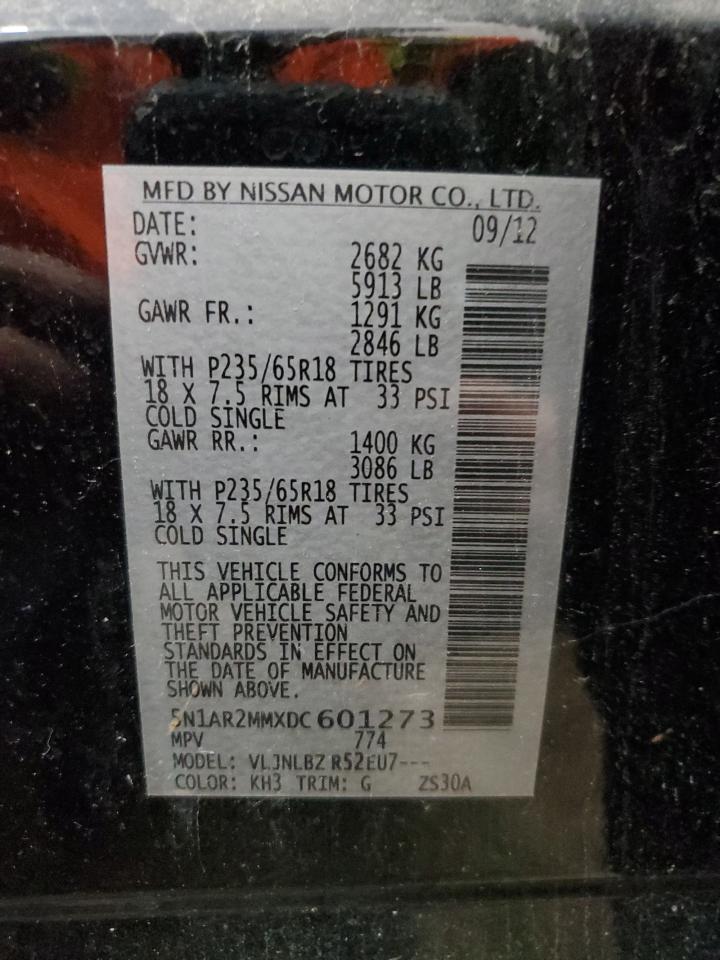 MFD BY NISSAN MOTOR CO., LTD.
DATE: 09/12
GVWR: 2682 KG
5913 LB
GAWR FR.: 1291 KG
2846 LB
WITH P235/65R18 TIRES
18 X 7.5 RIMS AT 33 PSI
COLD SINGLE
GAWR RR.: 1400 KG
3086 LB
WITH P235/65R18 TIRES
18 X 7.5 RIMS AT 33 PSI
COLD SINGLE
THIS VEHICLE CONFORMS TO
ALL APPLICABLE FEDERAL
MOTOR VEHICLE SAFETY AND
THEFT PREVENTION
STANDARDS IN EFFECT ON
THE DATE OF MANUFACTURE
SHOWN ABOVE.
5N1AR2MMXDC601273
MPV 774
MODEL: VLJNLBZ R52EU7---
COLOR: KH3 TRIM: G ZS30A